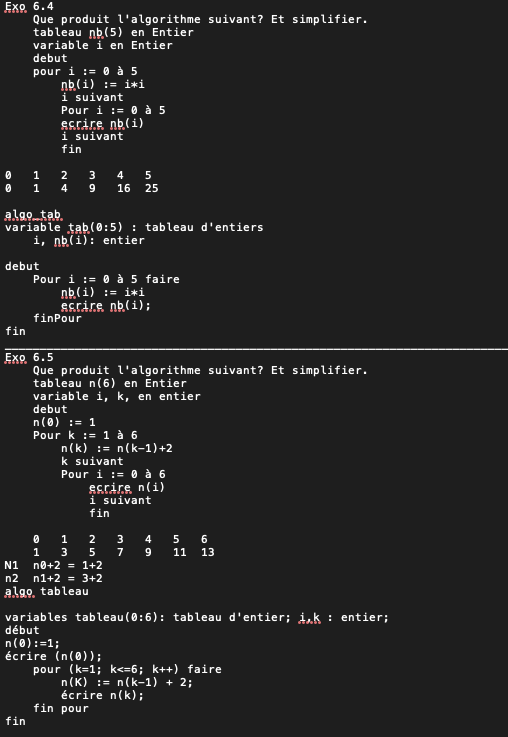 Exo 6.4
Que produit l'algorithme suivant? Et simplifier.
tableau nb(5) en Entier
variable i en Entier
debut
pour i := 0 à 5
nb(i) := i*i
i suivant
Pour i := 0 à 5
ecrire nb(i)
i suivant
fin
0 1 2 3 4 5
0 1 4 9 16 25
algo_tab
variable tab(0:5) : tableau d'entiers
i, nb(i): entier
debut
Pour i := 0 à 5 faire
nb(i) := i*i
ecrire nb(i);
finPour
fin
Exo 6.5
Que produit l'algorithme suivant? Et simplifier.
tableau n(6) en Entier
variable i, k, en entier
debut
n(0) := 1
Pour k := 1 à 6
n(k) := n(k-1)+2
k suivant
Pour i := 0 à 6
ecrire n(i)
i suivant
fin
0 1 2 3 4 5 6
1 3 5 7 9 11 13
N1 n0+2 = 1+2
n2 n1+2 = 3+2
algo tableau
variables tableau(0:6): tableau d'entier; i,k : entier;
début
n(0):=1;
écrire (n(0));
pour (k=1; k<=6; k++) faire
n(K) := n(k-1) + 2;
écrire n(k);
fin pour
fin